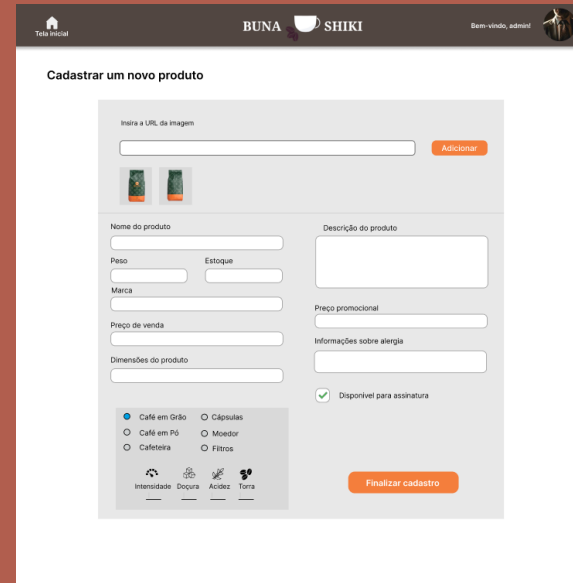 BUNA SHIKI
Tela inicial
Bem-vindo, admin!
Cadastrar um novo produto
Insira a URL da imagem
Adicionar
Nome do produto
Descrição do produto
Peso
Estoque
Marca
Preço promocional
Preço de venda
Informações sobre alergia
Dimensões do produto
Disponível para assinatura
Café em Grão
Cápsulas
Café em Pó
Moedor
Cafeteira
Filtros
Intensidade
Doçura
Acidez
Torra
Finalizar cadastro